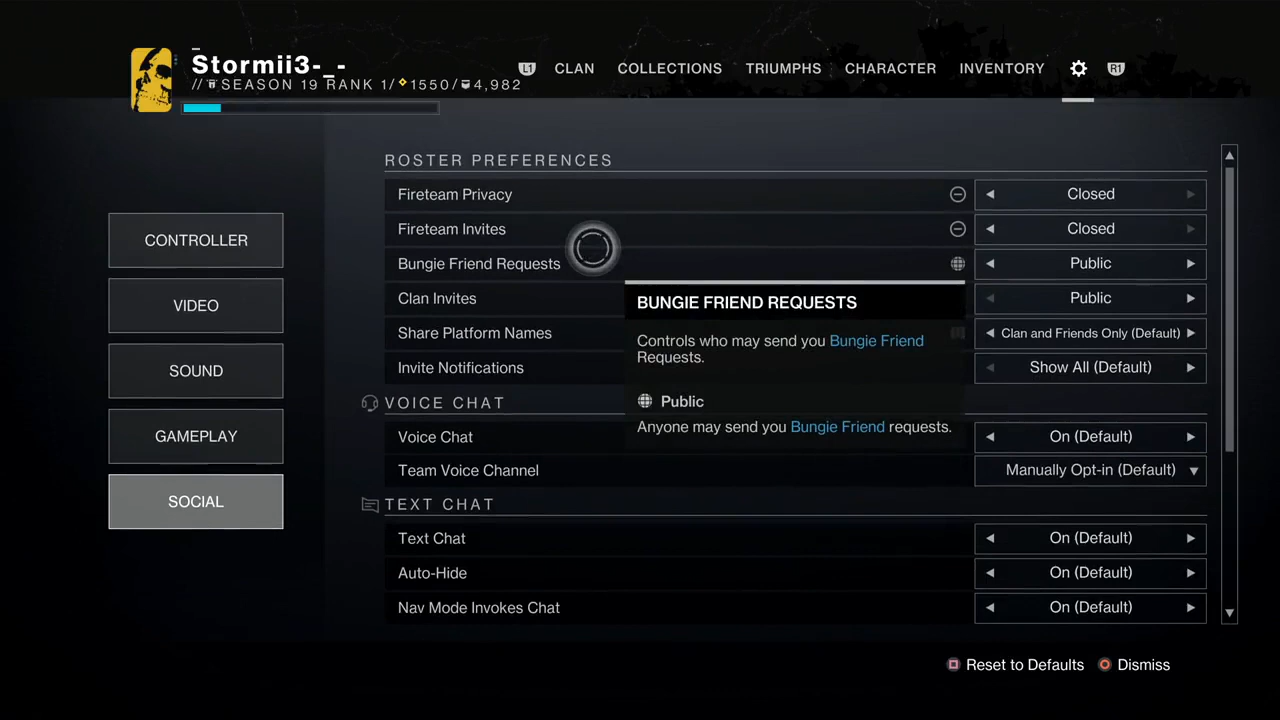 Stormii3-_-
// SEASON 19 RANK 1/ 1550/ 4,982
L1 CLAN COLLECTIONS TRIUMPHS CHARACTER INVENTORY R1
ROSTER PREFERENCES
Fireteam Privacy Closed
Fireteam Invites Closed
Bungie Friend Requests Public
Clan Invites Public
Share Platform Names Clan and Friends Only (Default)
Invite Notifications Show All (Default)
BUNGIE FRIEND REQUESTS
Controls who may send you Bungie Friend
Requests.
Public
Anyone may send you Bungie Friend requests.
VOICE CHAT
Voice Chat On (Default)
Team Voice Channel Manually Opt-in (Default)
TEXT CHAT
Text Chat On (Default)
Auto-Hide On (Default)
Nav Mode Invokes Chat On (Default)
CONTROLLER
VIDEO
SOUND
GAMEPLAY
SOCIAL
Reset to Defaults Dismiss